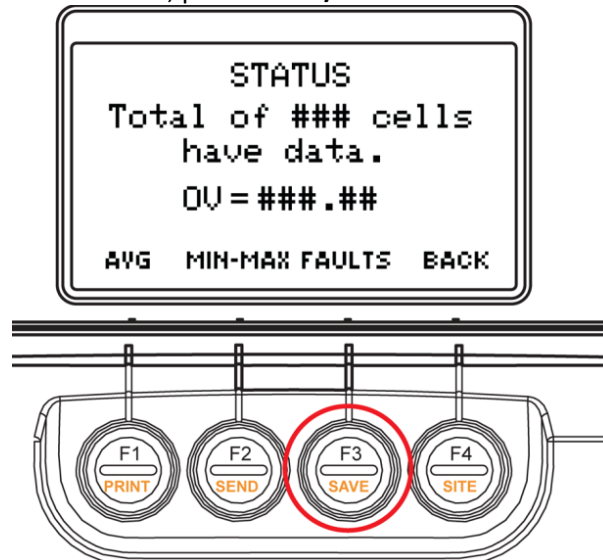 STATUS
Total of ### cells
have data.
OV=###.##
AVG MIN-MAX FAULTS BACK
F1 F2 F3 F4
PRINT SEND SAVE SITE